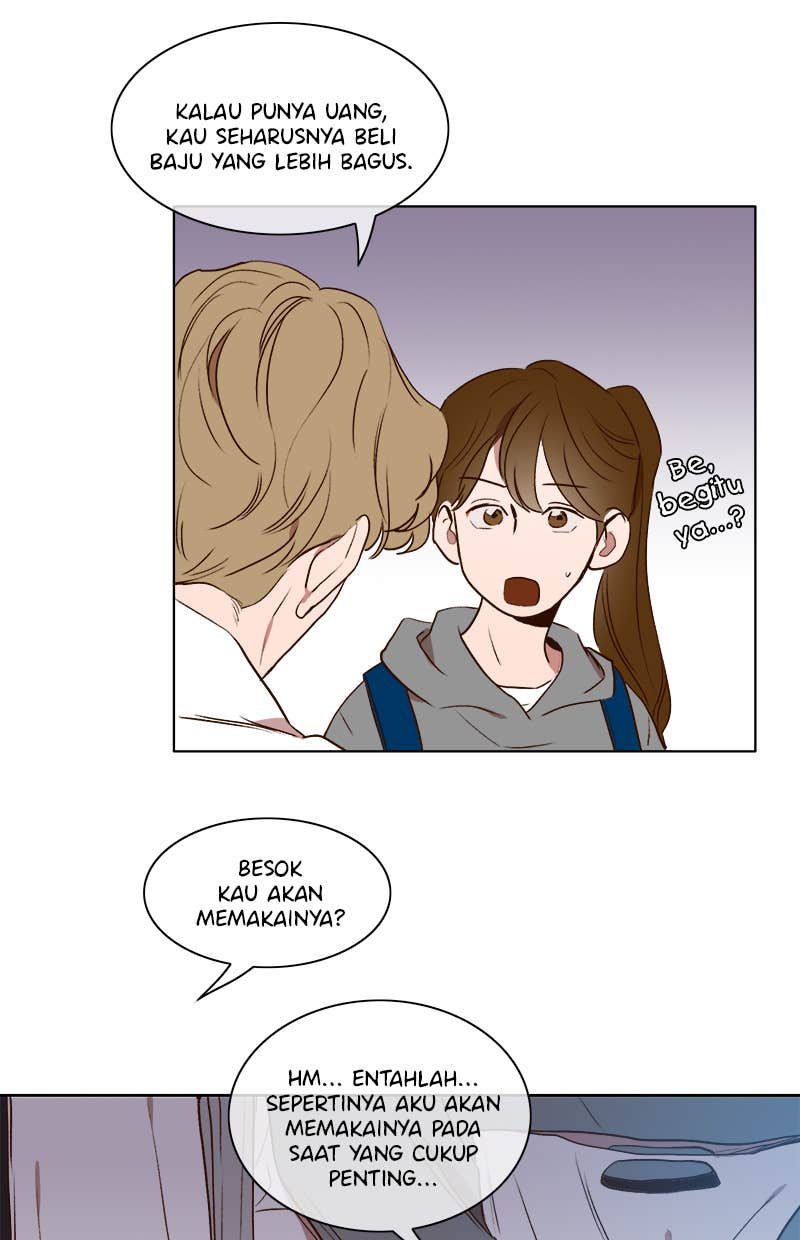 KALAU PUNYA UANG,
KAU SEHARUSNYA BELI
BAJU YANG LEBIH BAGUS.
Be,
begitu
ya...?
BESOK
KAU AKAN
MEMAKAINYA?
HM... ENTAHLAH...
SEPERTINYA AKU AKAN
MEMAKAINYA PADA
SAAT YANG CUKUP
PENTING...